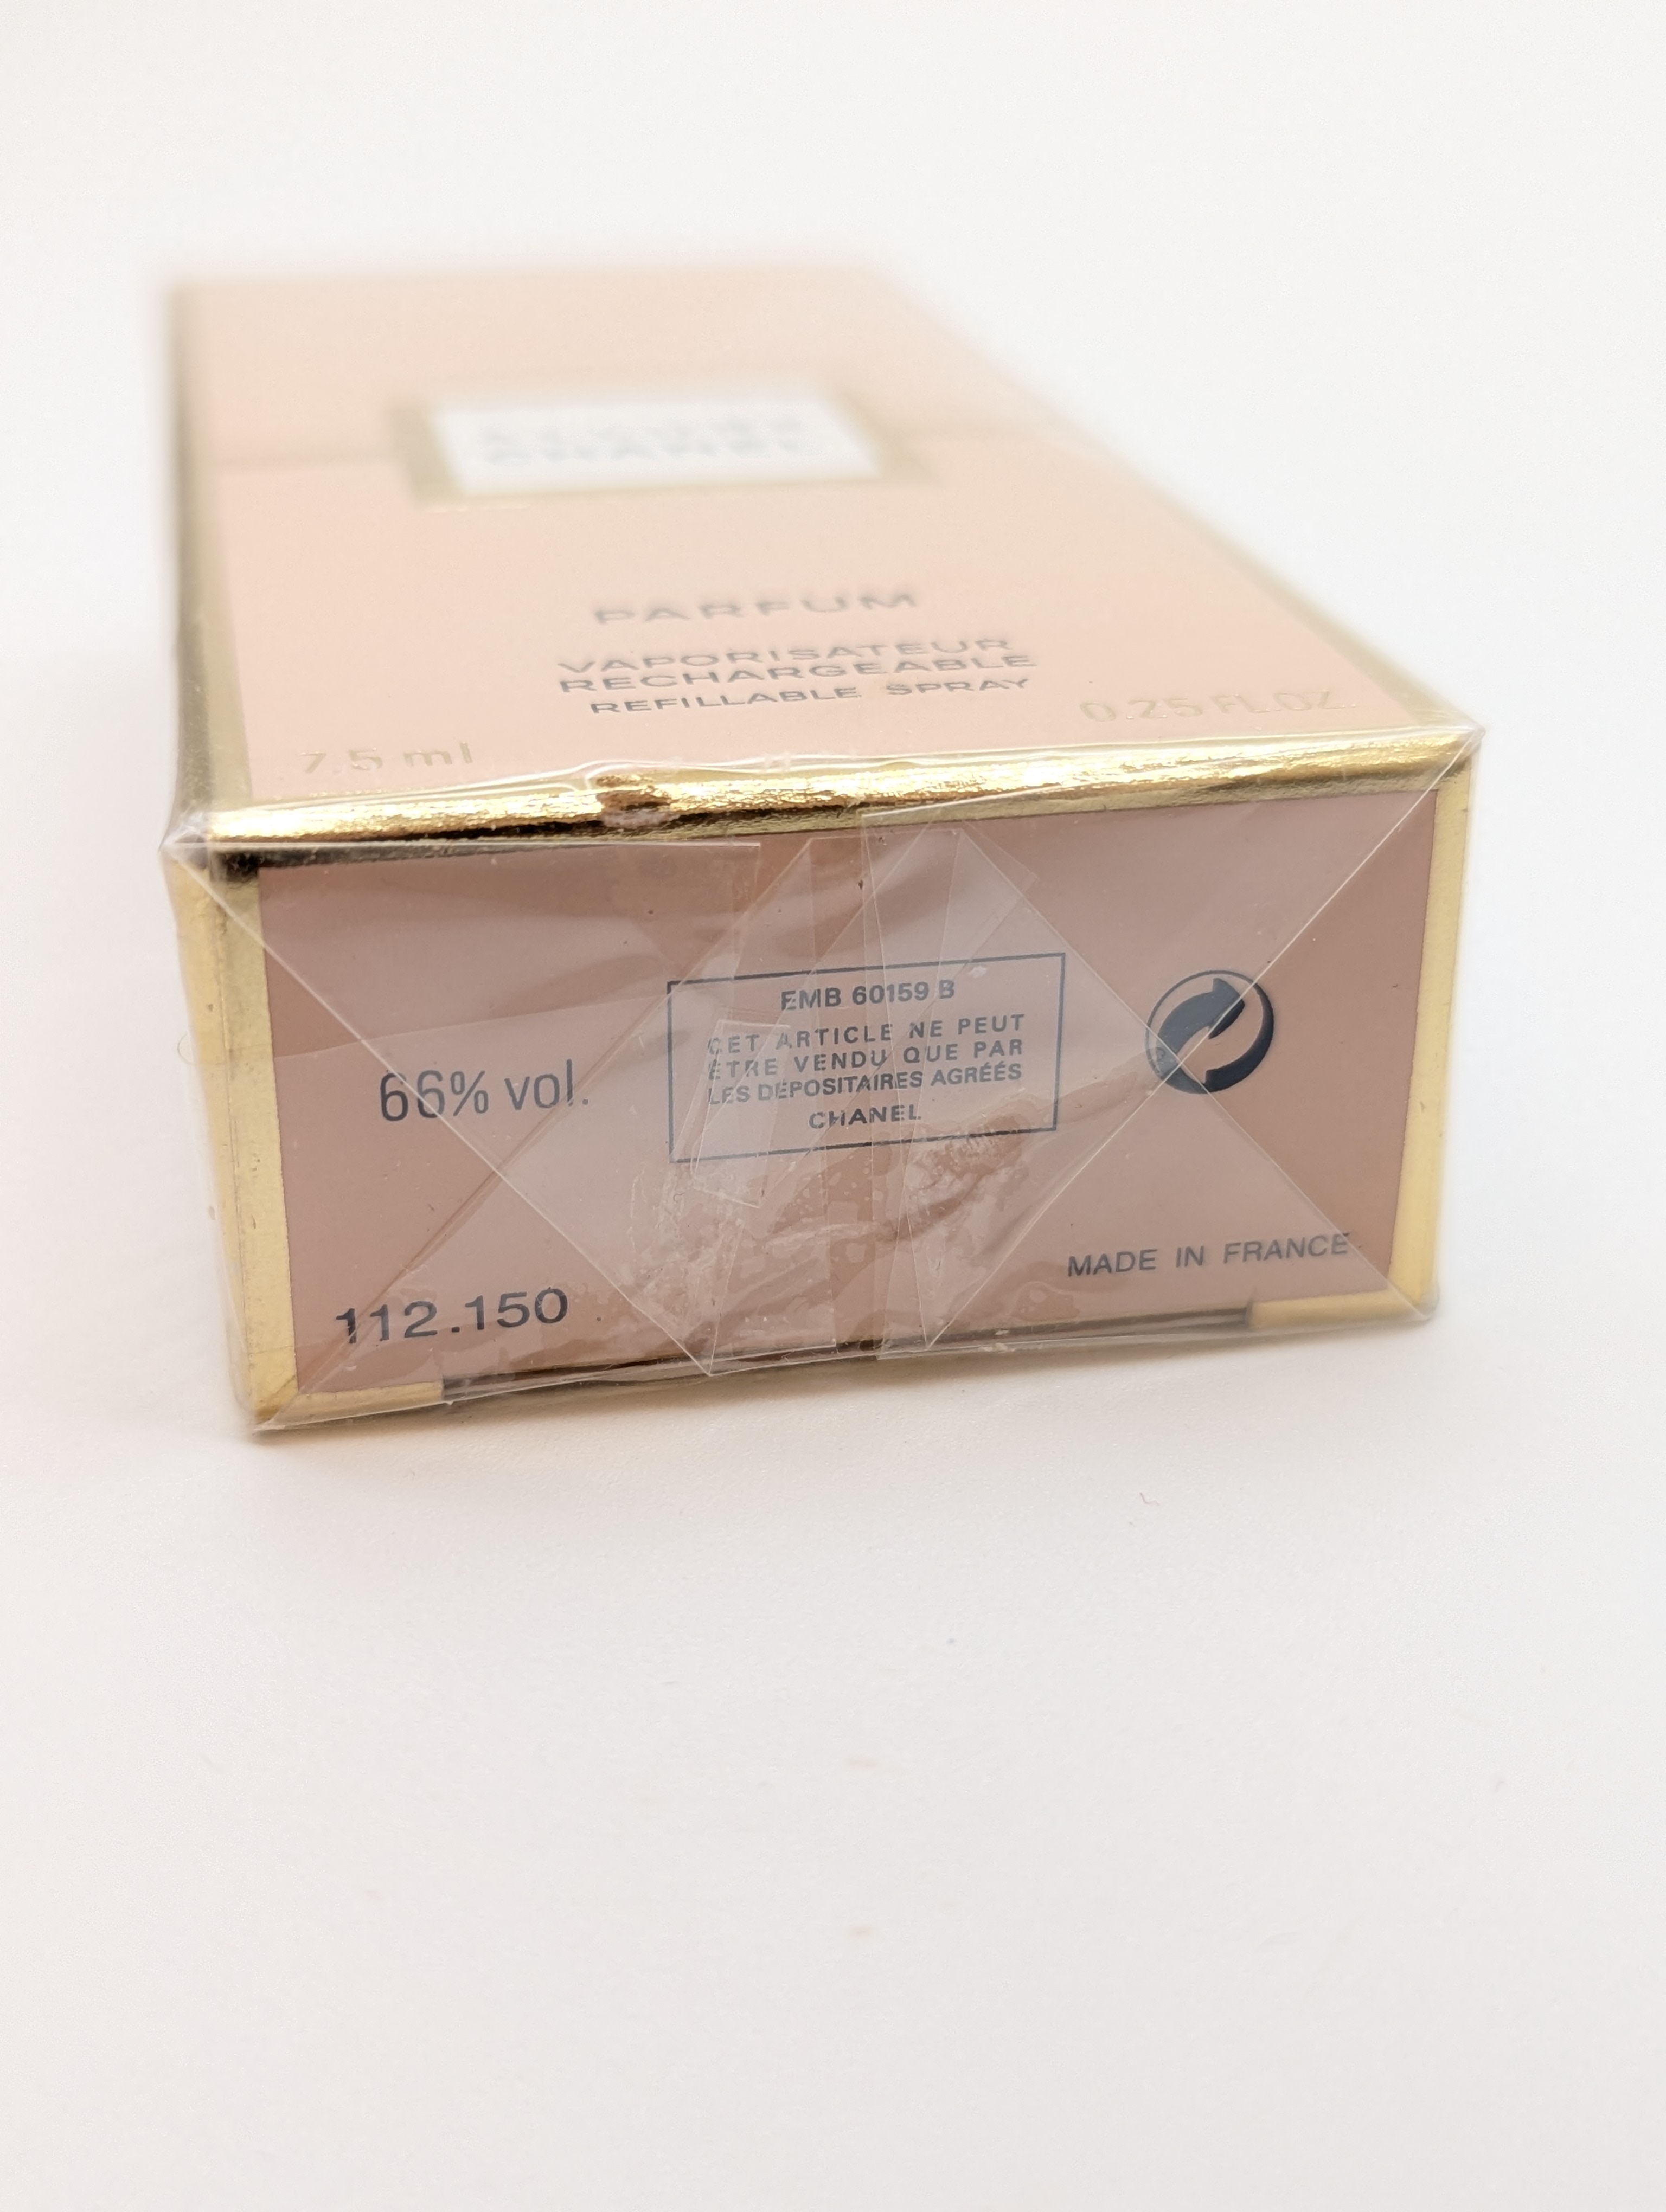 CHANEL
PARFUM
VAPORISATEUR
RECHARGEABLE
REFILLABLE SPRAY
7.5 ml
0.25 FL. OZ.
66% vol.
EMB 60159 B
CET ARTICLE NE PEUT
ÊTRE VENDU QUE PAR
LES DÉPOSITAIRES AGRÉÉS
CHANEL
112.150
MADE IN FRANCE